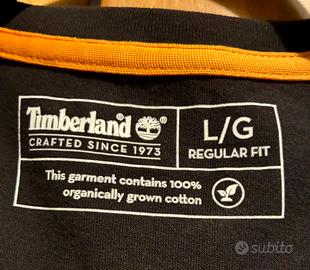 Timberland®
CRAFTED SINCE 1973
L/G
REGULAR FIT
This garment contains 100%
organically grown cotton
subito